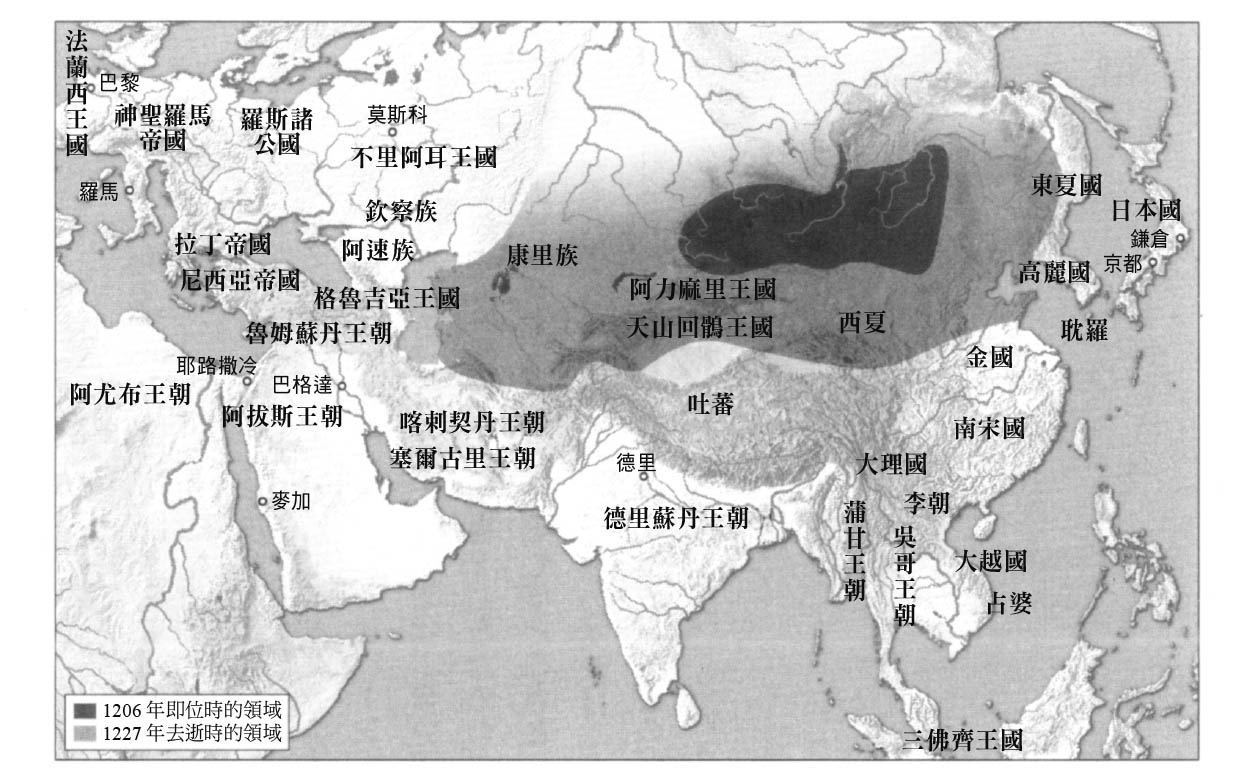 法蘭西王國
巴黎
神聖羅馬
帝國
羅斯諸
公國
莫斯科
不里阿耳王國
羅馬
欽察族
拉丁帝國
阿速族
康里族
尼西亞帝國
格魯吉亞王國
魯姆蘇丹王朝
阿力麻里王國
天山回鶻王國
西夏
東夏國
日本國
鎌倉
京都
高麗國
耽羅
金國
耶路撒冷
巴格達
阿尤布王朝
阿拔斯王朝
喀剌契丹王朝
塞爾古里王朝
吐蕃
南宋國
德里
大理國
麥加
德里蘇丹王朝
蒲甘王朝
李朝
吳哥王朝
大越國
占婆
三佛齊王國
1206 年即位時的領域
1227 年去逝時的領域